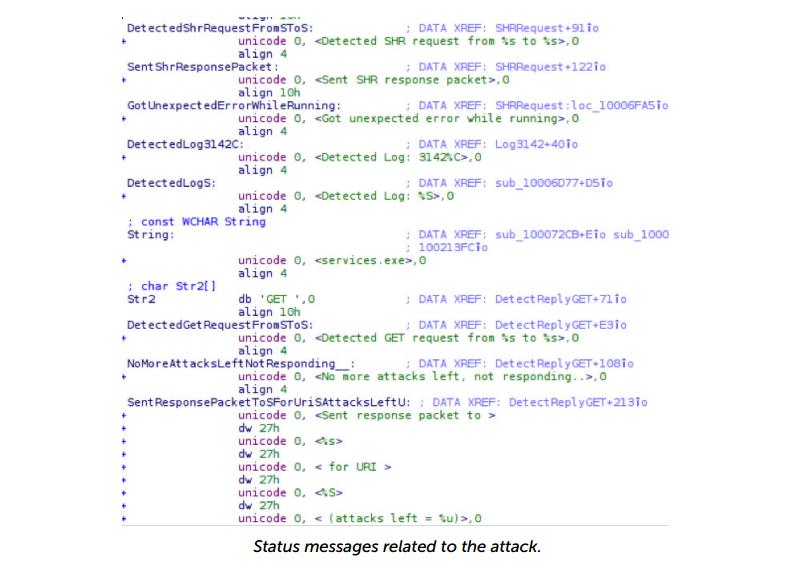 align 10h
DetectedShrRequestFromSToS: ; DATA XREF: SHRRequest+91↑o
unicode 0, <Detected SHR request from %s to %s>,0
align 4
SentShrResponsePacket: ; DATA XREF: SHRRequest+122↑o
unicode 0, <Sent SHR response packet>,0
align 10h
GotUnexpectedErrorWhileRunning: ; DATA XREF: SHRRequest:loc_10006FA5↑o
unicode 0, <Got unexpected error while running>,0
align 4
DetectedLog3142C: ; DATA XREF: Log3142+40↑o
unicode 0, <Detected Log: 3142%C>,0
align 4
DetectedLogS: ; DATA XREF: sub_10006D77+D5↑o
unicode 0, <Detected Log: %S>,0
align 4
; const WCHAR String
String: ; DATA XREF: sub_100072CB+E↑o sub_1000
; 100213FC↑o
unicode 0, <services.exe>,0
align 4
; char Str2[]
Str2 db 'GET ',0 ; DATA XREF: DetectReplyGET+71↑o
align 10h
DetectedGetRequestFromSToS: ; DATA XREF: DetectReplyGET+E3↑o
unicode 0, <Detected GET request from %s to %s>,0
align 4
NoMoreAttacksLeftNotResponding__: ; DATA XREF: DetectReplyGET+108↑o
unicode 0, <No more attacks left, not responding..>,0
align 4
SentResponsePacketToSForUriSAttacksLeftU: ; DATA XREF: DetectReplyGET+213↑o
unicode 0, <Sent response packet to >
dw 27h
unicode 0, <%s>
dw 27h
unicode 0, < for URI >
dw 27h
unicode 0, <%S>
dw 27h
unicode 0, < (attacks left = %u)>,0
Status messages related to the attack.